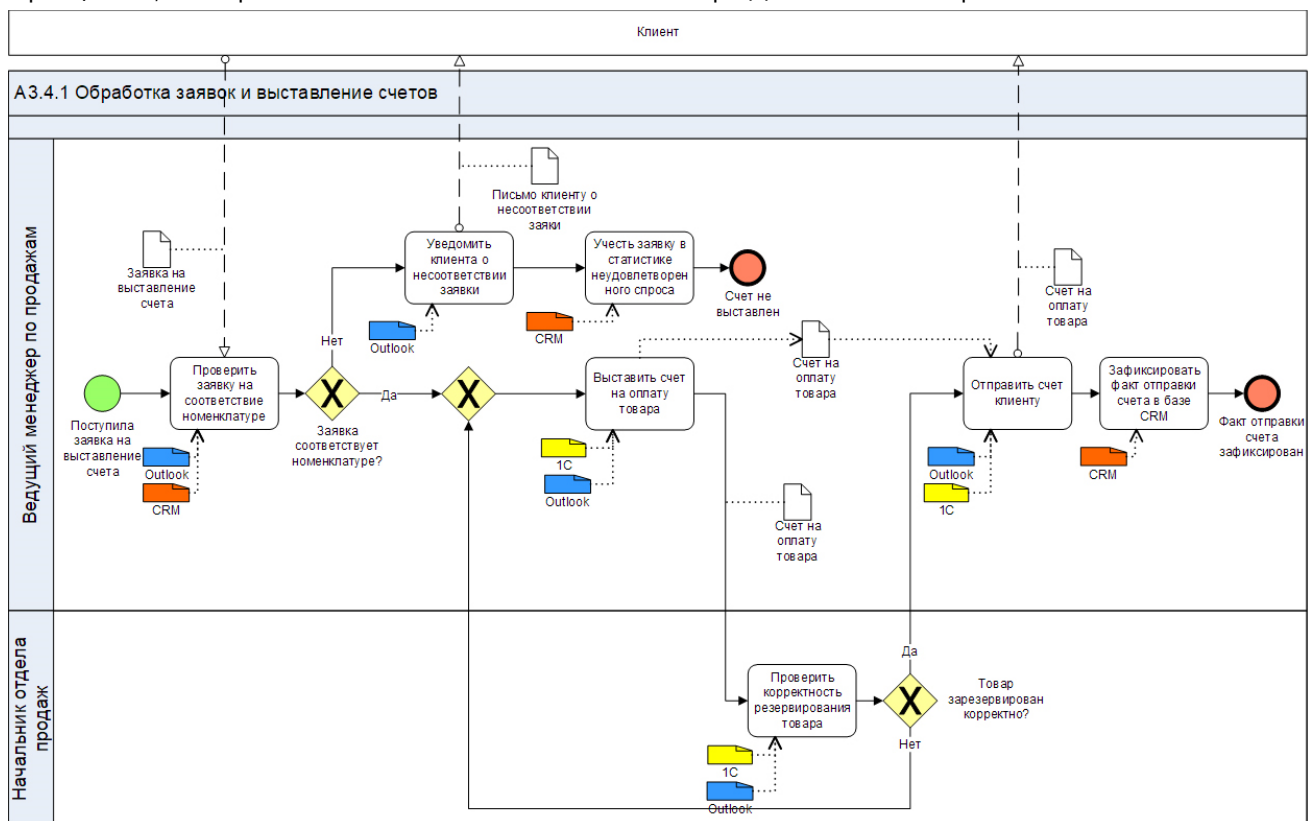 Клиент
А3.4.1 Обработка заявок и выставление счетов
Ведущий менеджер по продажам
Заявка на
выставление
счета
Письмо клиенту о
несоответствии
заяки
Уведомить
клиента о
несоответствии
заявки
Outlook
Учесть заявку в
статистике
неудовлетворен
ного спроса
CRM
Счет не
выставлен
Счет на
оплату
товара
Поступила
заявка на
выставление
счета
Проверить
заявку на
соответствие
номенклатуре
Outlook
CRM
Нет
Да
Заявка
соответствует
номенклатуре?
Выставить счет
на оплату
товара
1С
Outlook
Счет на
оплату
товара
Счет на
оплату
товара
Отправить счет
клиенту
Outlook
1С
Зафиксировать
факт отправки
счета в базе
CRM
CRM
Факт отправки
счета
зафиксирован
Начальник отдела
продаж
Проверить
корректность
резервирования
товара
1С
Outlook
Да
Нет
Товар
зарезервирован
корректно?